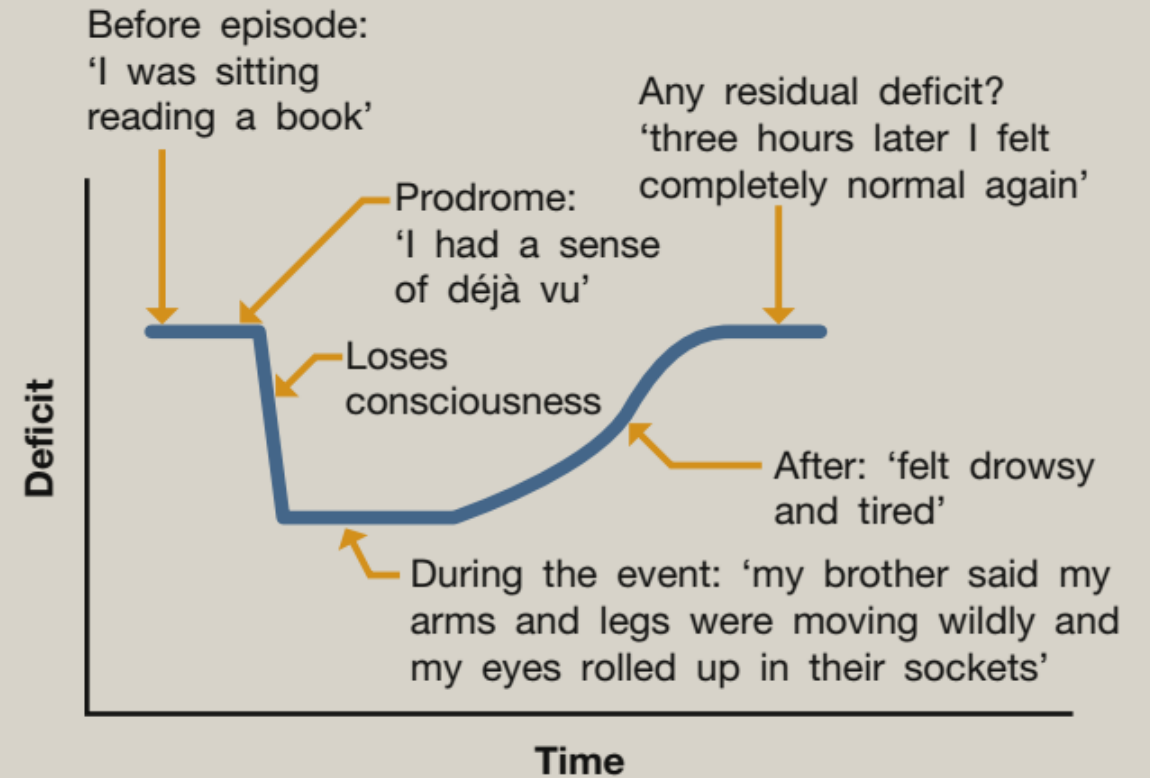 Before episode:
‘I was sitting
reading a book’
Any residual deficit?
‘three hours later I felt
completely normal again’
Prodrome:
‘I had a sense
of déjà vu’
Loses
consciousness
Deficit
After: ‘felt drowsy
and tired’
During the event: ‘my brother said my
arms and legs were moving wildly and
my eyes rolled up in their sockets’
Time